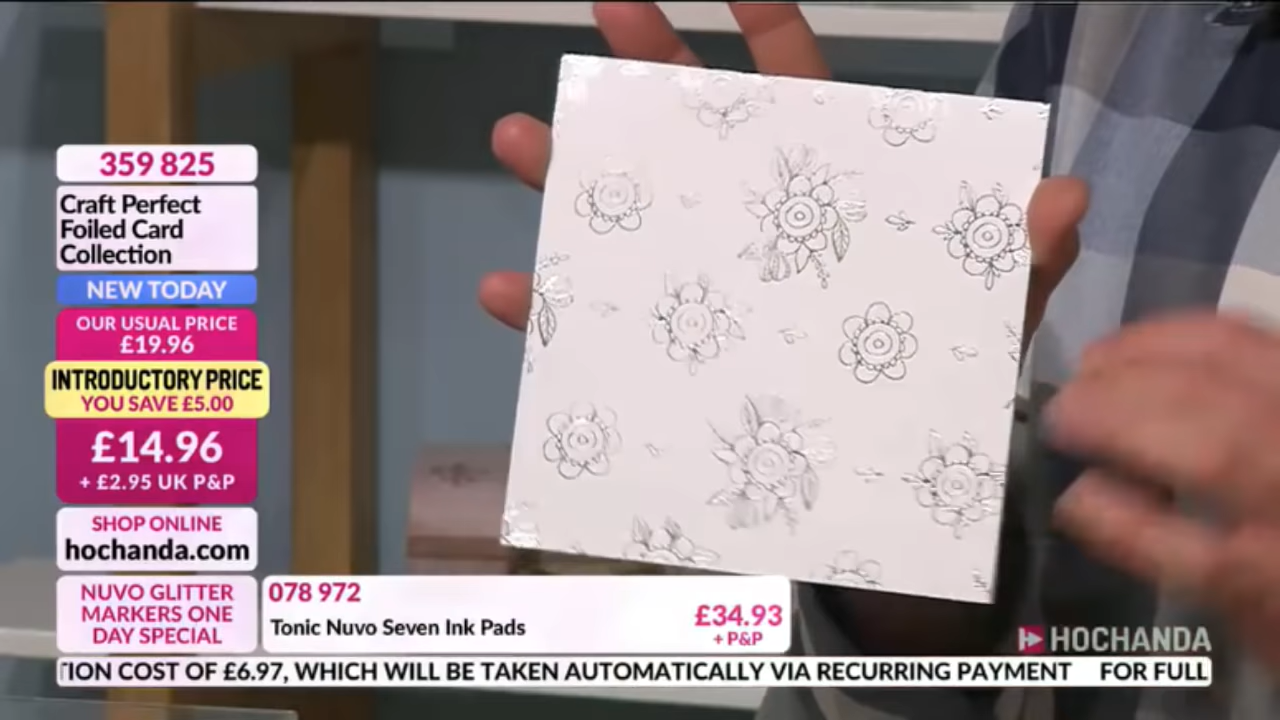 359 825
Craft Perfect
Foiled Card
Collection
NEW TODAY
OUR USUAL PRICE
£19.96
INTRODUCTORY PRICE
YOU SAVE £5.00
£14.96
+ £2.95 UK P&P
SHOP ONLINE
hochanda.com
NUVO GLITTER
MARKERS ONE
DAY SPECIAL
078 972
Tonic Nuvo Seven Ink Pads
£34.93
+ P&P
HOCHANDA
TION COST OF £6.97, WHICH WILL BE TAKEN AUTOMATICALLY VIA RECURRING PAYMENT FOR FULL